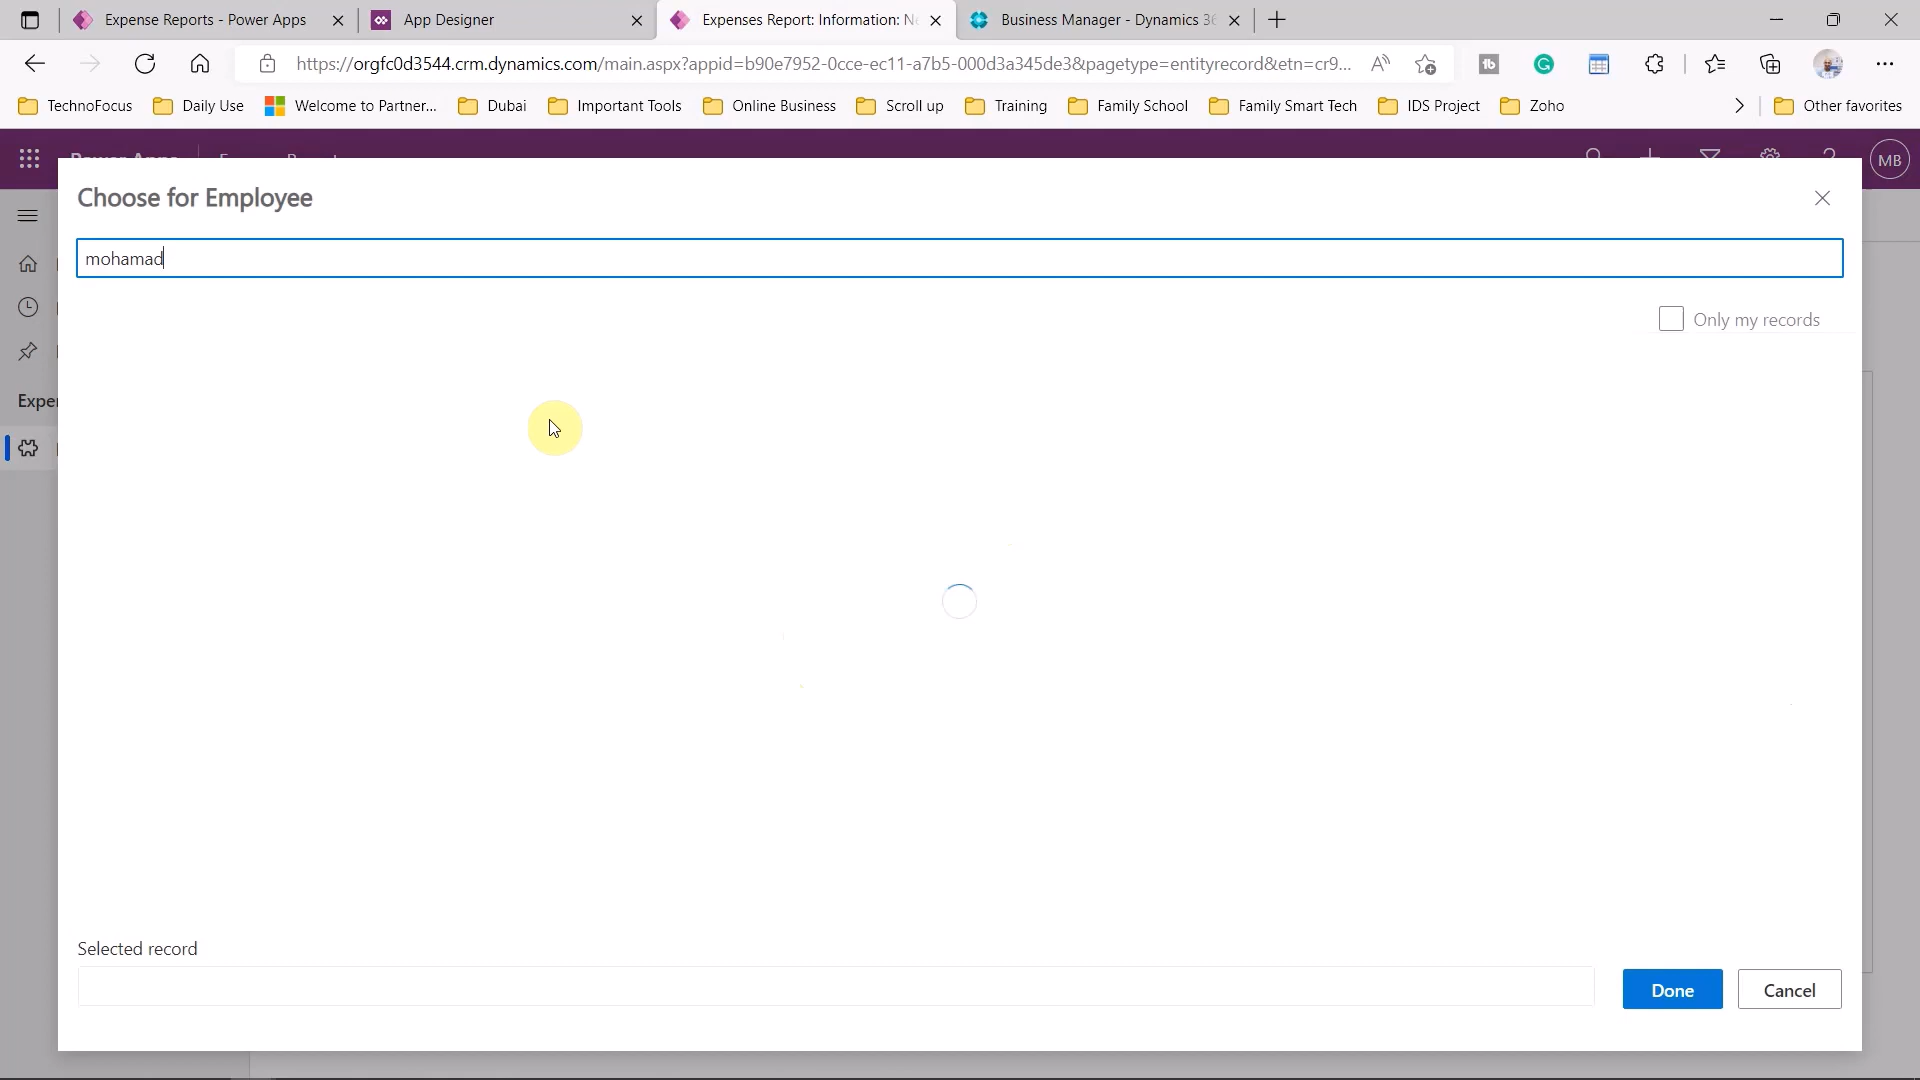 Expense Reports - Power Apps
App Designer
Expenses Report: Information: N
Business Manager - Dynamics 36
https://orgfc0d3544.crm.dynamics.com/main.aspx?appid=b90e7952-0cce-ec11-a7b5-000d3a345de3&pagetype=entityrecord&etn=cr9...
TechnoFocus
Daily Use
Welcome to Partner...
Dubai
Important Tools
Online Business
Scroll up
Training
Family School
Family Smart Tech
IDS Project
Zoho
Other favorites
MB
Choose for Employee
mohamad
Only my records
Exper
Selected record
Done
Cancel